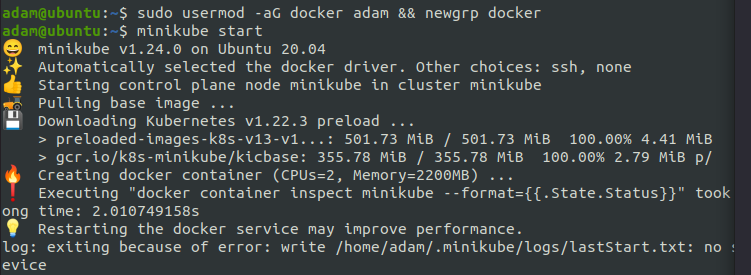 adam@ubuntu:~$ sudo usermod -aG docker adam && newgrp docker
adam@ubuntu:~$ minikube start
minikube v1.24.0 on Ubuntu 20.04
Automatically selected the docker driver. Other choices: ssh, none
Starting control plane node minikube in cluster minikube
Pulling base image ...
Downloading Kubernetes v1.22.3 preload ...
> preloaded-images-k8s-v13-v1...: 501.73 MiB / 501.73 MiB 100.00% 4.41 MiB
> gcr.io/k8s-minikube/kicbase: 355.78 MiB / 355.78 MiB 100.00% 2.79 MiB p/
Creating docker container (CPUs=2, Memory=2200MB) ...
Executing "docker container inspect minikube --format={{.State.Status}}" took
ong time: 2.010749158s
Restarting the docker service may improve performance.
log: exiting because of error: write /home/adam/.minikube/logs/lastStart.txt: no s
evice